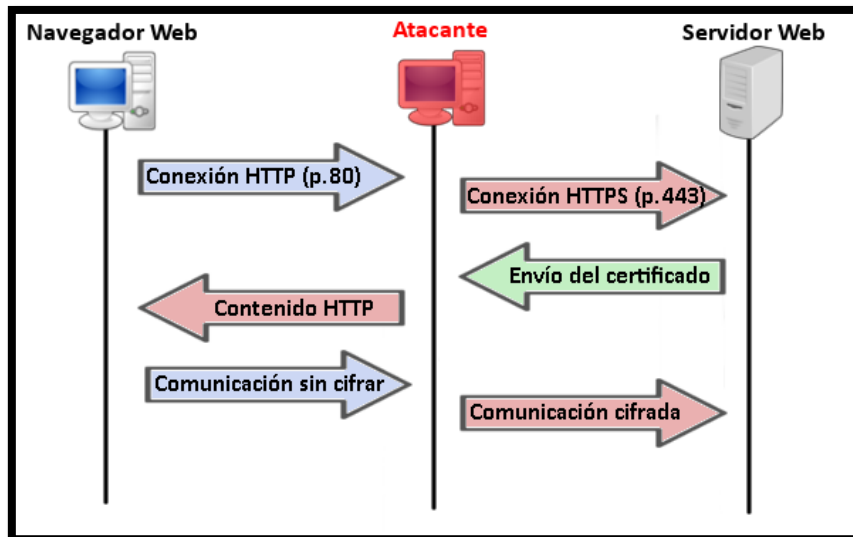 Navegador Web
Atacante
Servidor Web
Conexión HTTP (p.80)
Conexión HTTPS (p.443)
Envío del certificado
Contenido HTTP
Comunicación sin cifrar
Comunicación cifrada